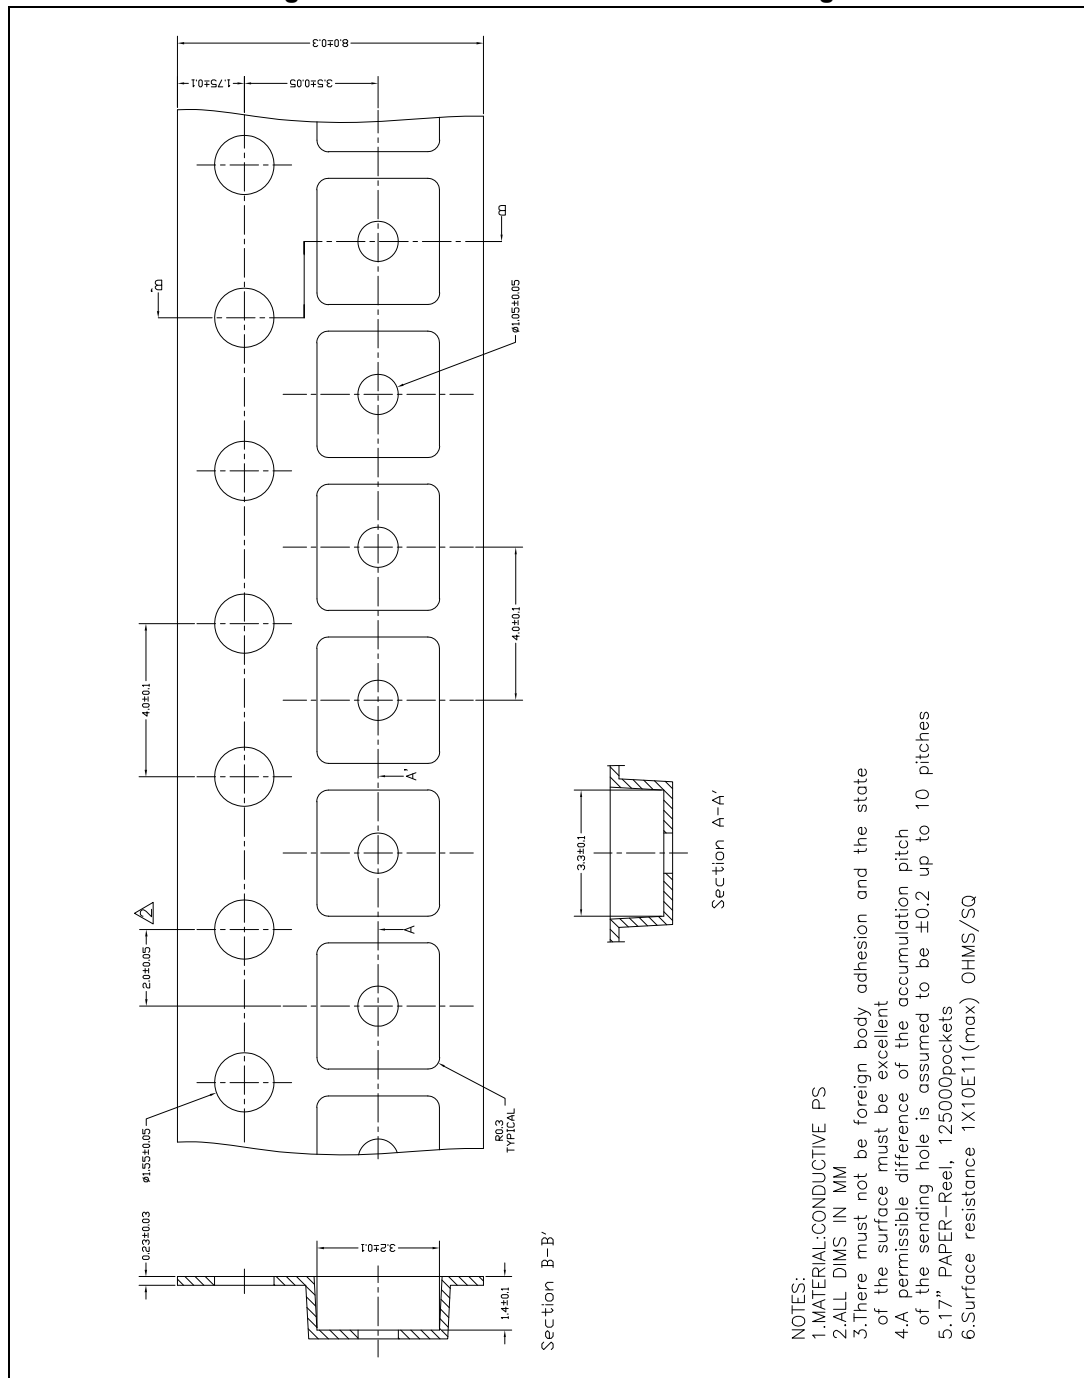 8.0±0.3
1.75±0.1
3.5±0.05
B
B'
ø1.05±0.05
4.0±0.1
4.0±0.1
A'
A
2
2.0±0.05
ø1.55±0.05
R0.3
TYPICAL
0.23±0.03
3.2±0.1
1.4±0.1
Section B-B'
3.3±0.1
Section A-A'
NOTES:
1.MATERIAL:CONDUCTIVE PS
2.ALL DIMS IN MM
3.There must not be foreign body adhesion and the state
of the surface must be excellent
4.A permissible difference of the accumulation pitch
of the sending hole is assumed to be ±0.2 up to 10 pitches
5.17" PAPER-Reel, 125000pockets
6.Surface resistance 1X10E11(max) OHMS/SQ